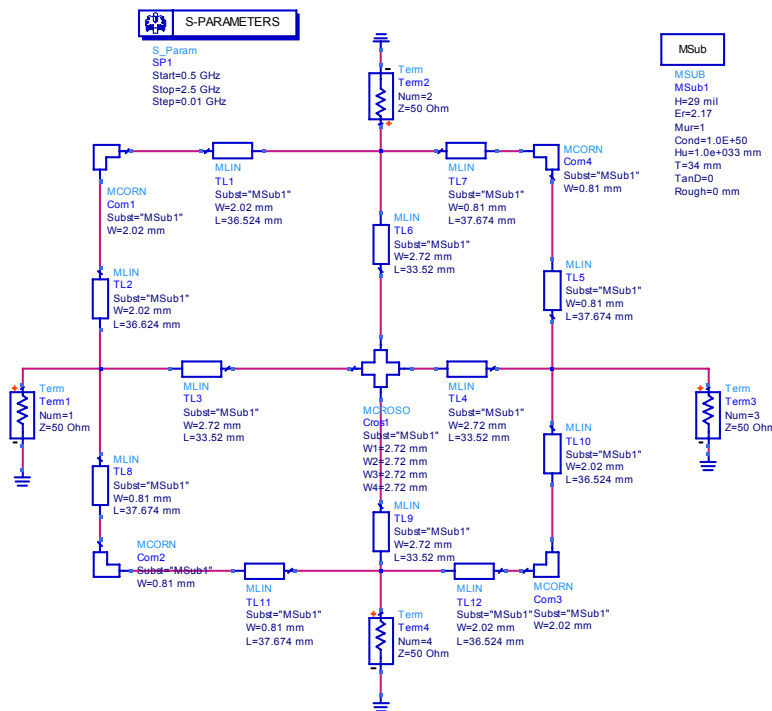 S-PARAMETERS
S_Param
SP1
Start=0.5 GHz
Stop=2.5 GHz
Step=0.01 GHz
Term
Term2
Num=2
Z=50 Ohm
MSub
MSUB
MSub1
H=29 mil
Er=2.17
Mur=1
Cond=1.0E+50
Hu=1.0e+033 mm
T=34 mm
TanD=0
Rough=0 mm
MCORN
Corn1
Subst="MSub1"
W=2.02 mm
MLIN
TL1
Subst="MSub1"
W=2.02 mm
L=36.524 mm
MLIN
TL7
Subst="MSub1"
W=0.81 mm
L=37.674 mm
MCORN
Corn4
Subst="MSub1"
W=0.81 mm
MLIN
TL6
Subst="MSub1"
W=2.72 mm
L=33.52 mm
MLIN
TL2
Subst="MSub1"
W=2.02 mm
L=36.624 mm
MLIN
TL5
Subst="MSub1"
W=0.81 mm
L=37.674 mm
Term
Term1
Num=1
Z=50 Ohm
MLIN
TL3
Subst="MSub1"
W=2.72 mm
L=33.52 mm
MCROSO
Cros1
Subst="MSub1"
W1=2.72 mm
W2=2.72 mm
W3=2.72 mm
W4=2.72 mm
MLIN
TL4
Subst="MSub1"
W=2.72 mm
L=33.52 mm
Term
Term3
Num=3
Z=50 Ohm
MLIN
TL8
Subst="MSub1"
W=0.81 mm
L=37.674 mm
MLIN
TL10
Subst="MSub1"
W=2.02 mm
L=36.524 mm
MLIN
TL9
Subst="MSub1"
W=2.72 mm
L=33.52 mm
MCORN
Corn2
Subst="MSub1"
W=0.81 mm
MLIN
TL11
Subst="MSub1"
W=0.81 mm
L=37.674 mm
Term
Term4
Num=4
Z=50 Ohm
MLIN
TL12
Subst="MSub1"
W=2.02 mm
L=36.524 mm
MCORN
Corn3
Subst="MSub1"
W=2.02 mm